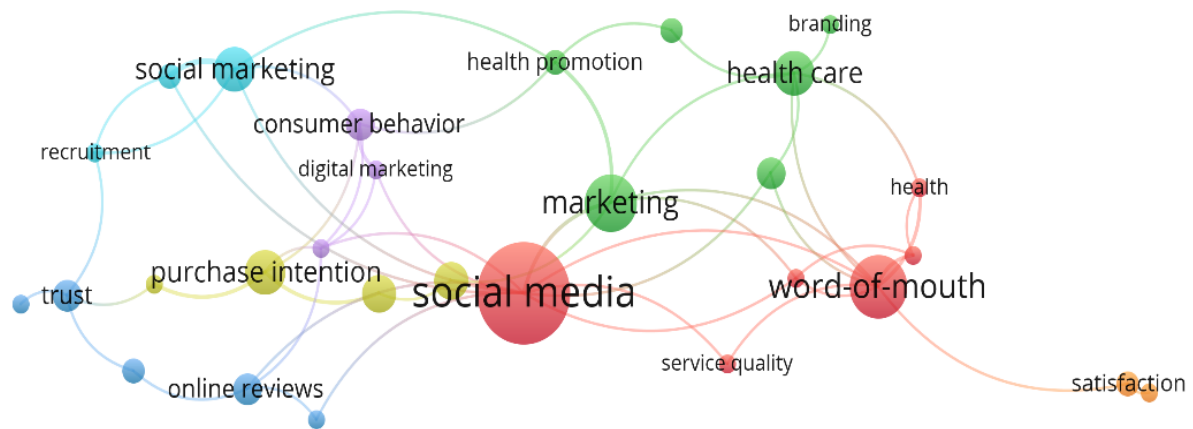 branding
health promotion
social marketing
health care
consumer behavior
recruitment
digital marketing
health
marketing
purchase intention
social media
word-of-mouth
trust
service quality
online reviews
satisfaction